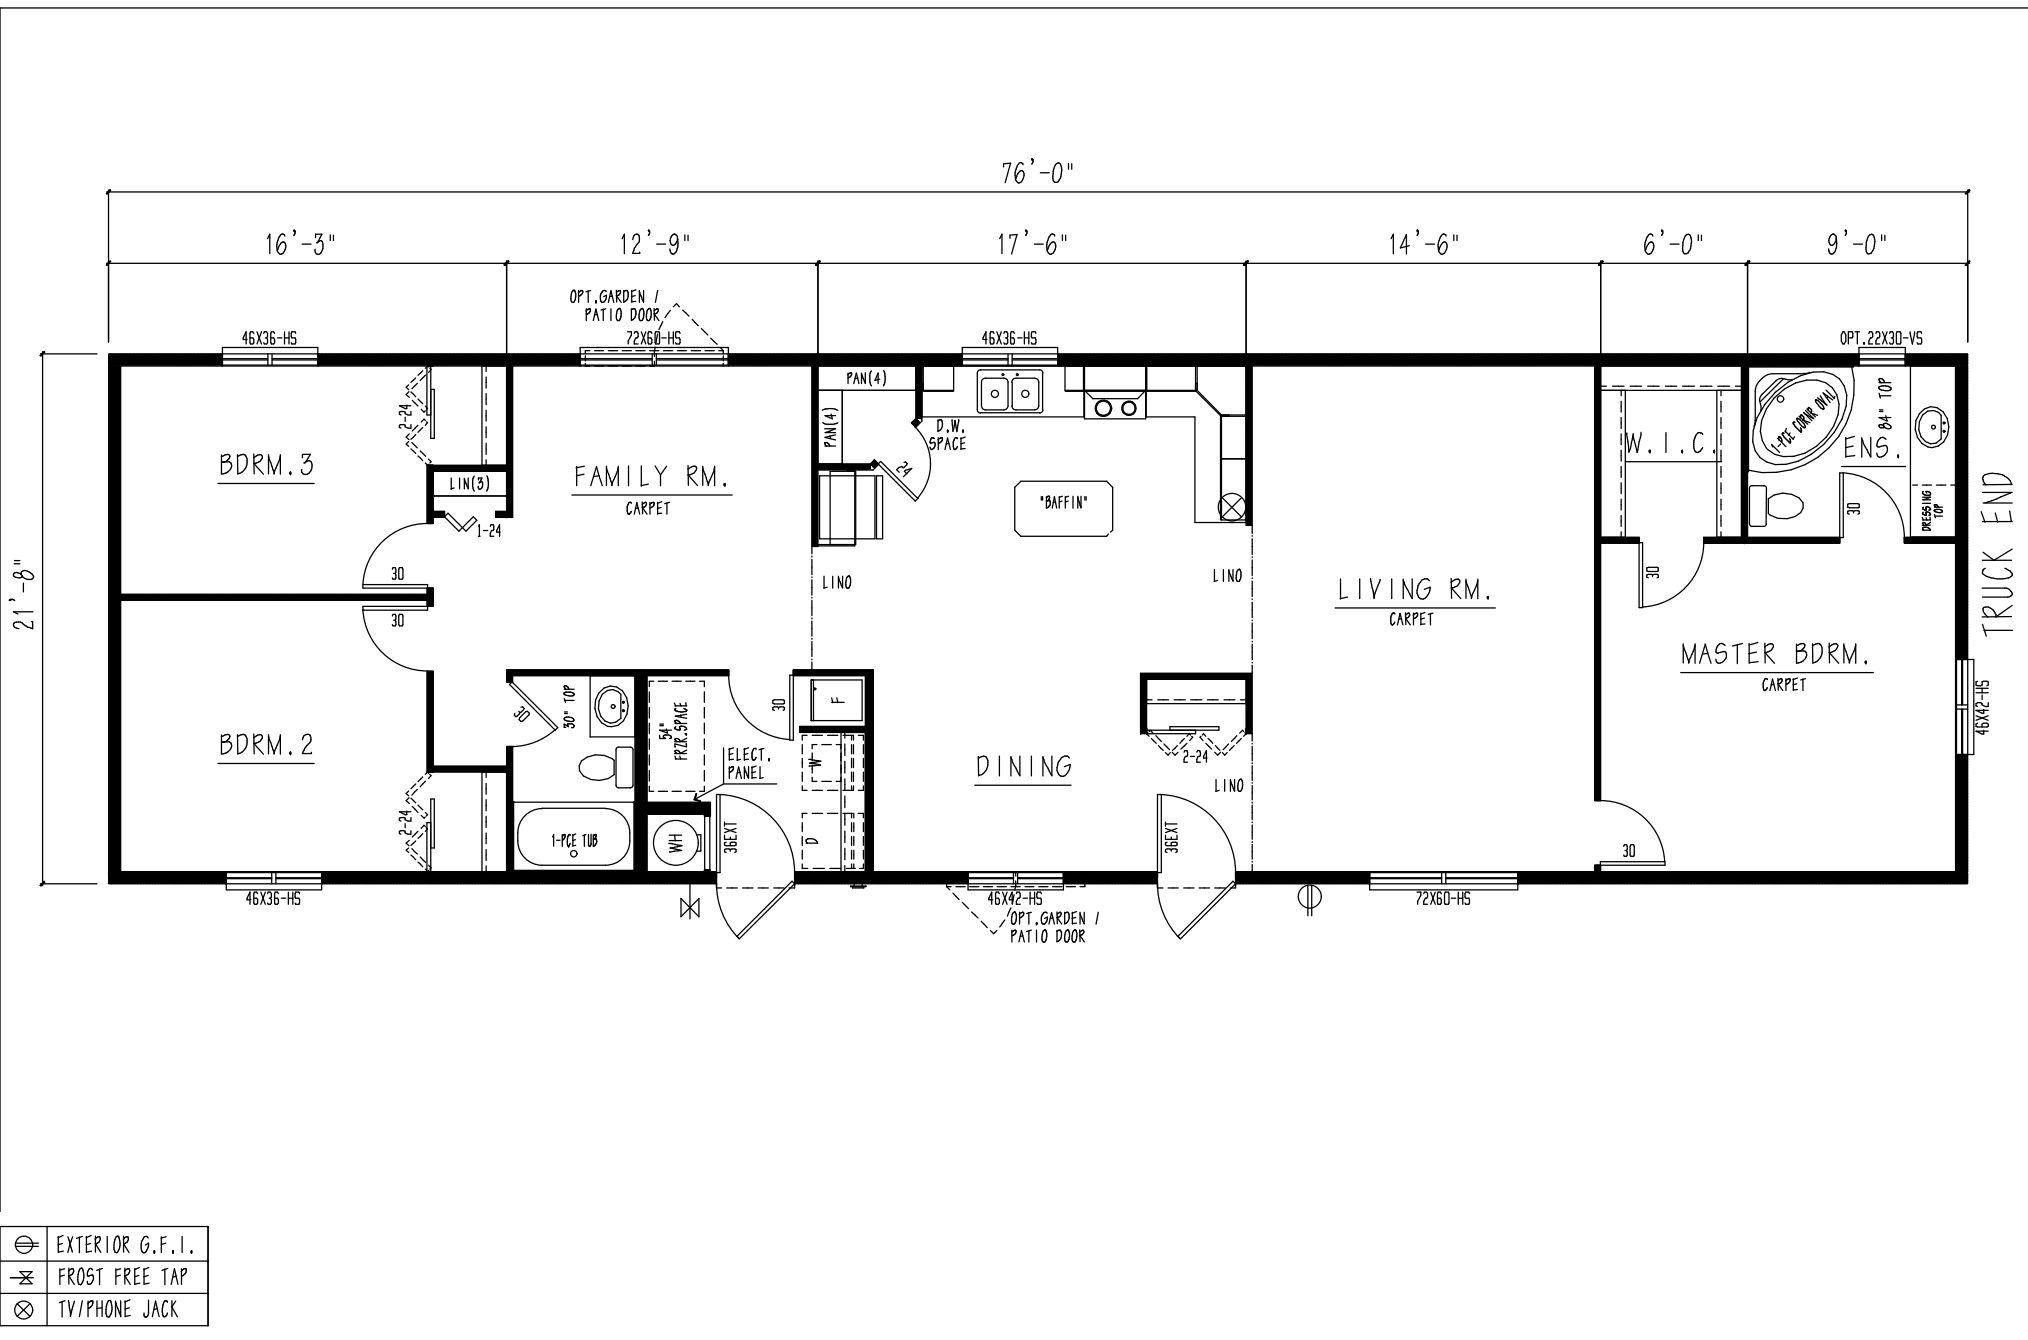 76'-0"
16'-3"
12'-9"
17'-6"
14'-6"
6'-0"
9'-0"
OPT.GARDEN /
PATIO DOOR
46X36-HS
72X60-HS
46X36-HS
OPT.22X30-VS
21'-8"
BDRM.3
2-24
LIN(3)
1-24
30
FAMILY RM.
CARPET
PAN(4)
PAN(4)
24
D.W.
SPACE
"BAFFIN"
LINO
LINO
LIVING RM.
CARPET
W.I.C.
1-PCE CORNR OVAL
84" TOP
ENS.
DRESSING
TOP
30
30
TRUCK END
MASTER BDRM.
CARPET
46X42-HS
30
30
BDRM.2
2-24
30
30" TOP
1-PCE TUB
54"
FRZR.SPACE
ELECT.
PANEL
30
F
W
D
WH
36EXT
DINING
2-24
LINO
36EXT
46X36-HS
46X42-HS
OPT.GARDEN /
PATIO DOOR
72X60-HS
EXTERIOR G.F.I.
FROST FREE TAP
TV/PHONE JACK